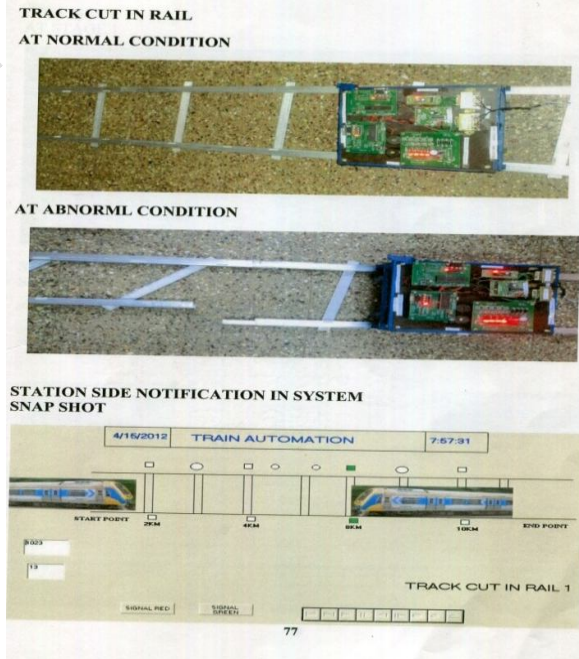 TRACK CUT IN RAIL
AT NORMAL CONDITION
AT ABNORML CONDITION
STATION SIDE NOTIFICATION IN SYSTEM
SNAP SHOT
4/15/2012 TRAIN AUTOMATION 7:57:31
START POINT 2KM 4KM 8KM 10KM END POINT
13
TRACK CUT IN RAIL 1
SIGNAL RED SIGNAL GREEN
77